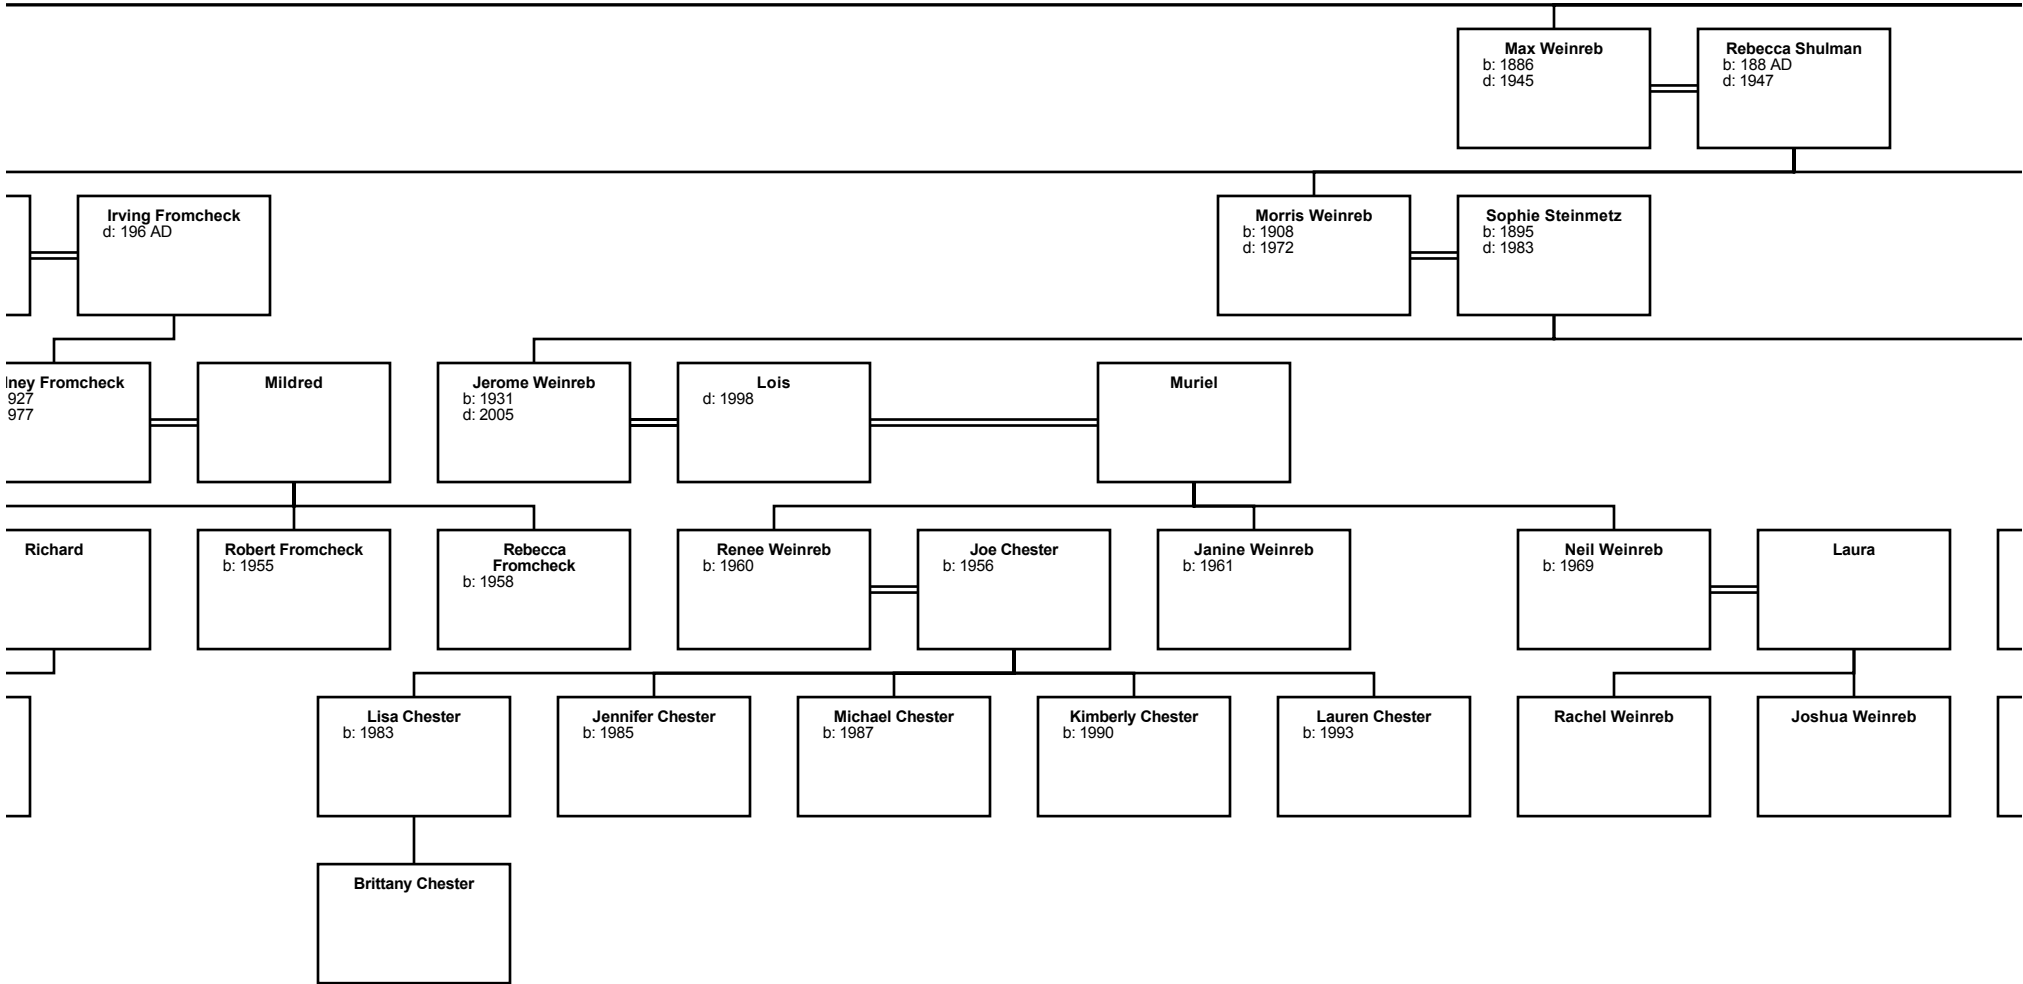 Max Weinreb
b: 1886
d: 1945
Rebecca Shulman
b: 188 AD
d: 1947
Irving Fromcheck
d: 196 AD
Morris Weinreb
b: 1908
d: 1972
Sophie Steinmetz
b: 1895
d: 1983
Fromcheck
927
977
Mildred
Jerome Weinreb
b: 1931
d: 2005
Lois
d: 1998
Muriel
Richard
Robert Fromcheck
b: 1955
Rebecca
Fromcheck
b: 1958
Renee Weinreb
b: 1960
Joe Chester
b: 1956
Janine Weinreb
b: 1961
Neil Weinreb
b: 1969
Laura
Lisa Chester
b: 1983
Jennifer Chester
b: 1985
Michael Chester
b: 1987
Kimberly Chester
b: 1990
Lauren Chester
b: 1993
Rachel Weinreb
Joshua Weinreb
Brittany Chester